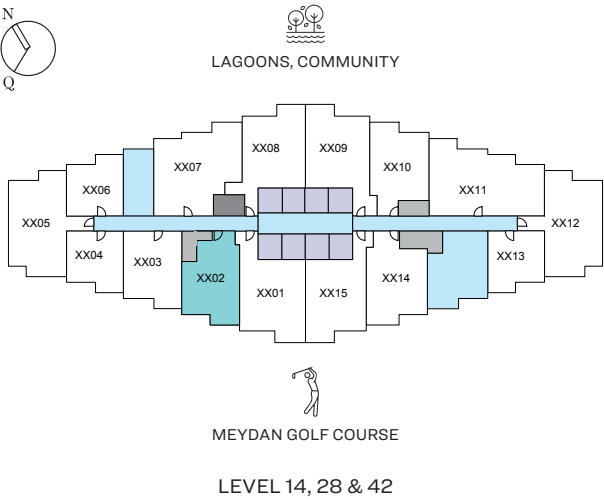 N
Q
LAGOONS, COMMUNITY
XX08
XX09
XX07
XX10
XX06
XX11
XX05
XX12
XX04
XX03
XX13
XX02
XX14
XX01
XX15
MEYDAN GOLF COURSE
LEVEL 14, 28 & 42